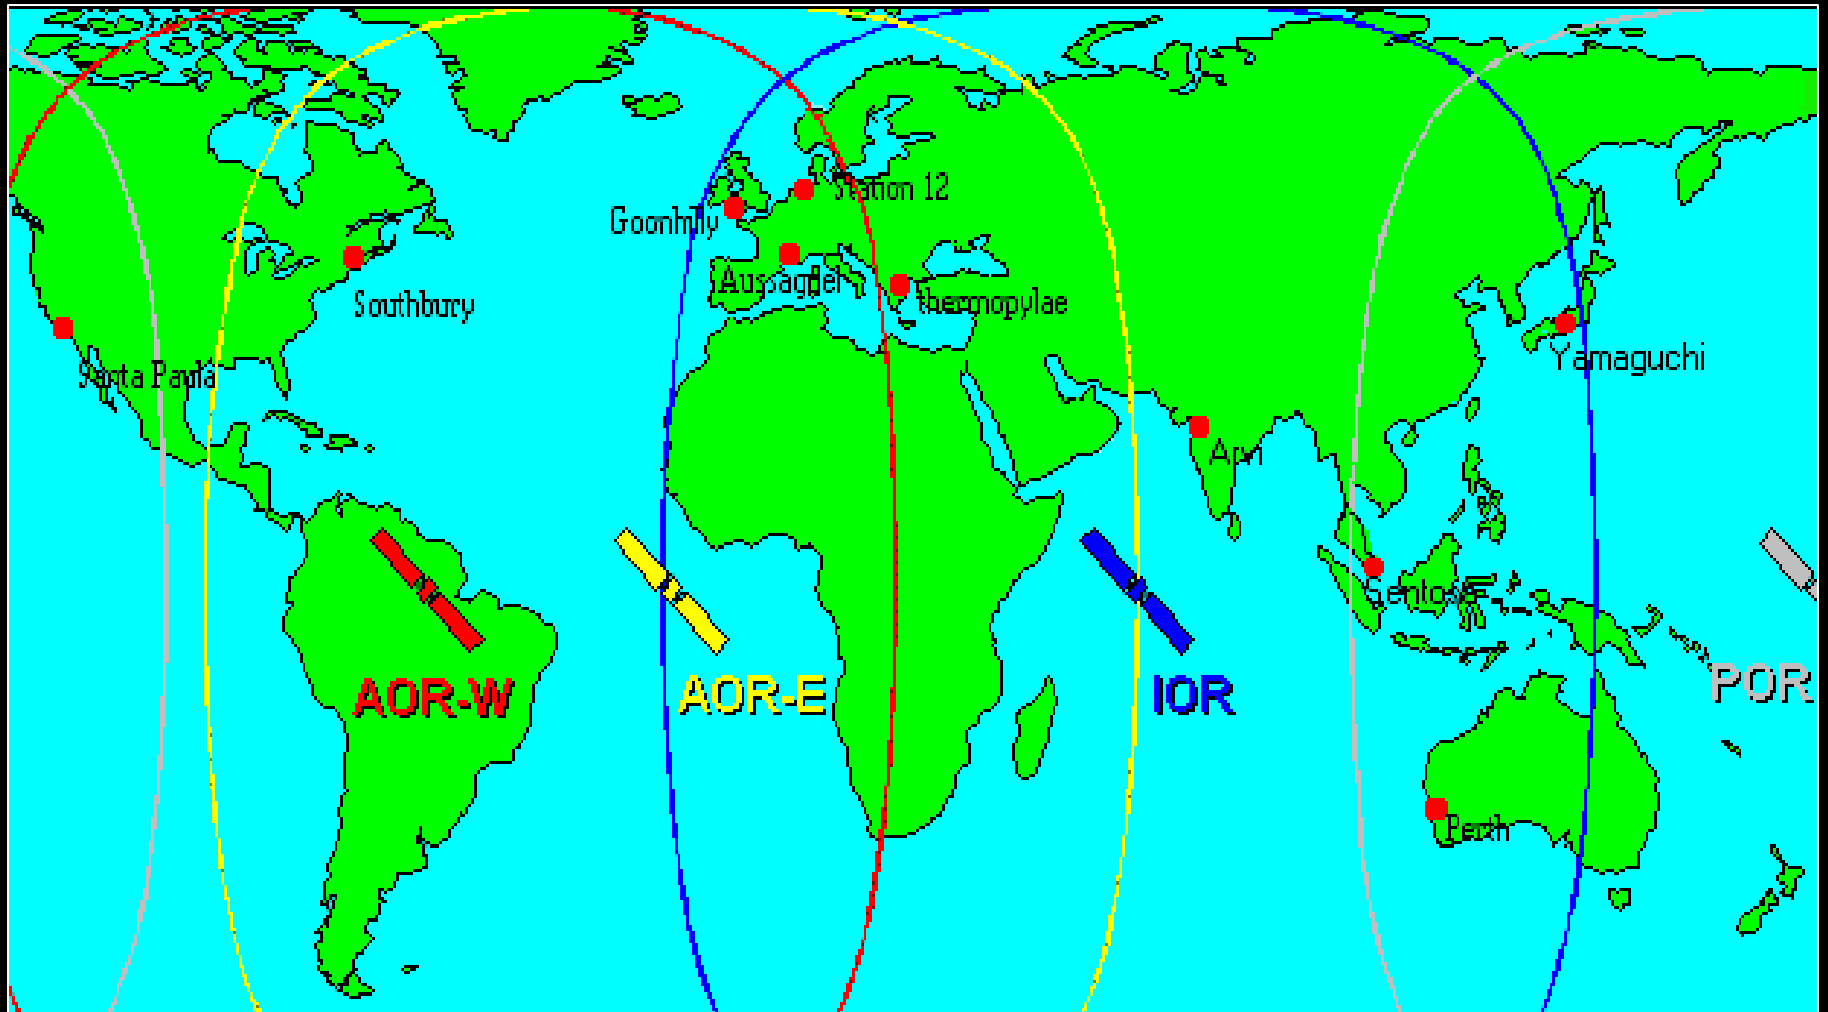 Station 12
Goonhilly
Aussaguel
thermopylae
Southbury
Santa Paula
Yamaguchi
Arvi
Sentosa
AOR-W
AOR-E
IOR
POR
Perth